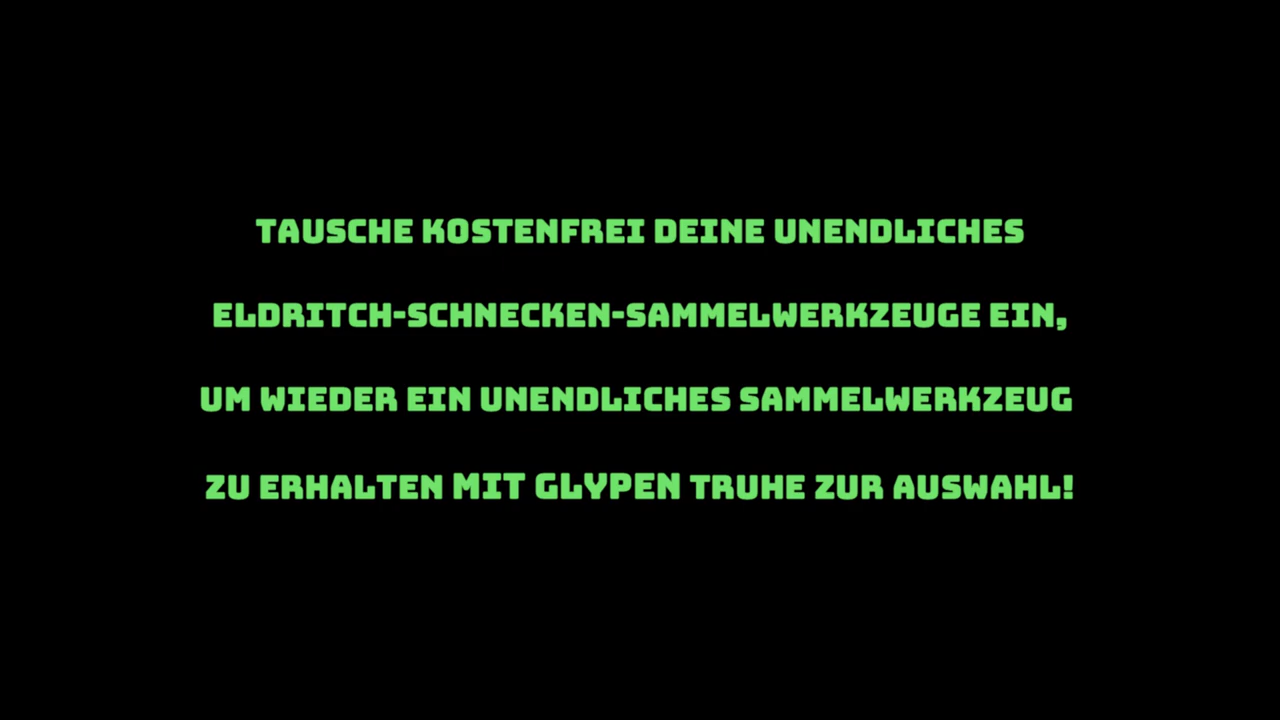 TAUSCHE KOSTENFREI DEINE UNENDLICHES
ELDRITCH-SCHNECKEN-SAMMELWERKZEUGE EIN,
UM WIEDER EIN UNENDLICHES SAMMELWERKZEUG
ZU ERHALTEN MIT GLYPEN TRUHE ZUR AUSWAHL!